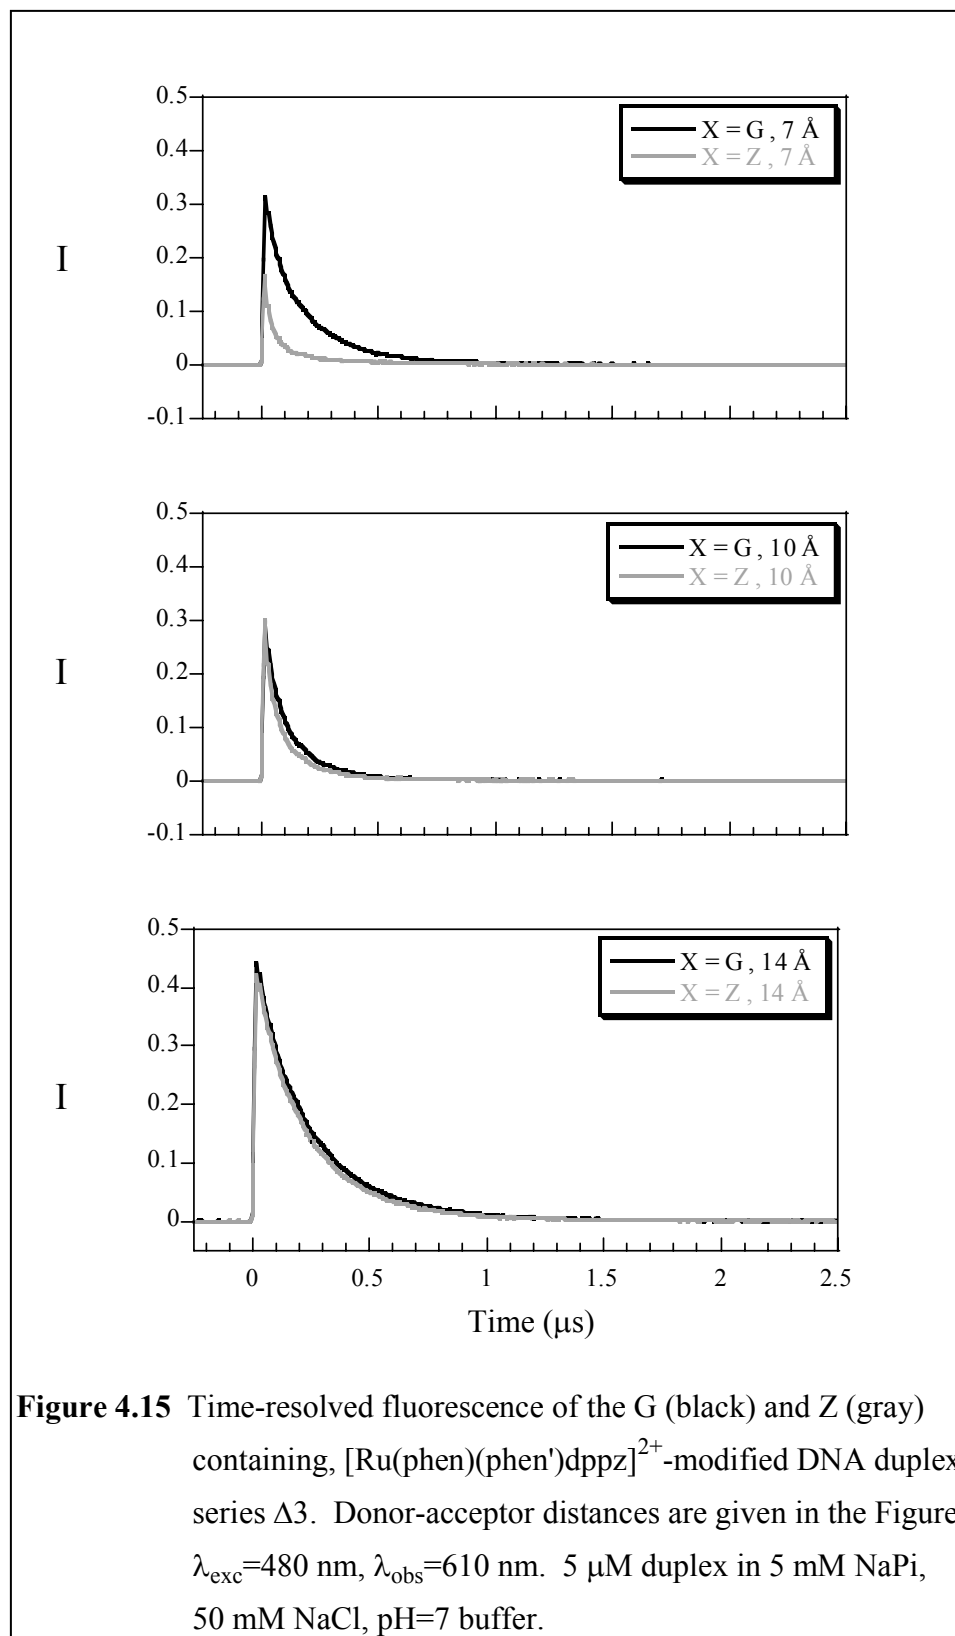 0.5
X = G , 7 Å
X = Z , 7 Å
0.4
0.3
I
0.2
0.1
0
-0.1
0.5
X = G , 10 Å
X = Z , 10 Å
0.4
0.3
I
0.2
0.1
0
-0.1
0.5
X = G , 14 Å
X = Z , 14 Å
0.4
0.3
I
0.2
0.1
0
0 0.5 1 1.5 2 2.5
Time (μs)
Figure 4.15 Time-resolved fluorescence of the G (black) and Z (gray)
containing, [Ru(phen)(phen')dppz]²⁺-modified DNA duplex
series Δ3. Donor-acceptor distances are given in the Figure
λexc=480 nm, λobs=610 nm. 5 μM duplex in 5 mM NaPi,
50 mM NaCl, pH=7 buffer.